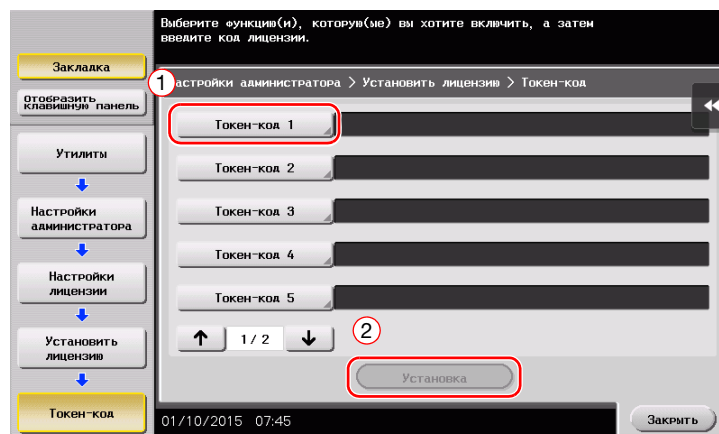 Выберите функцию(и), которую(ые) вы хотите включить, а затем
введите код лицензии.
Закладка
Отобразить
клавишную панель
Утилиты
Настройки
администратора
Настройки
лицензии
Установить
лицензию
Токен-код
1
астройки администратора > Установить лицензию > Токен-код
Токен-код 1
Токен-код 2
Токен-код 3
Токен-код 4
Токен-код 5
1/ 2
2
Установка
01/10/2015 07:45
Закрыть